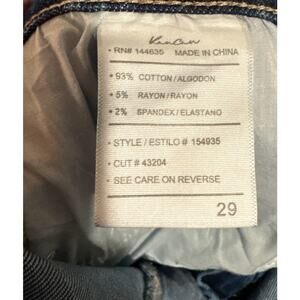 KanCan
• RN# 144635 MADE IN CHINA
• 93% COTTON/ALGODON
• 5% RAYON/RAYON
• 2% SPANDEX/ELASTANO
• STYLE/ESTILO # 154935
• CUT # 43204
• SEE CARE ON REVERSE
29